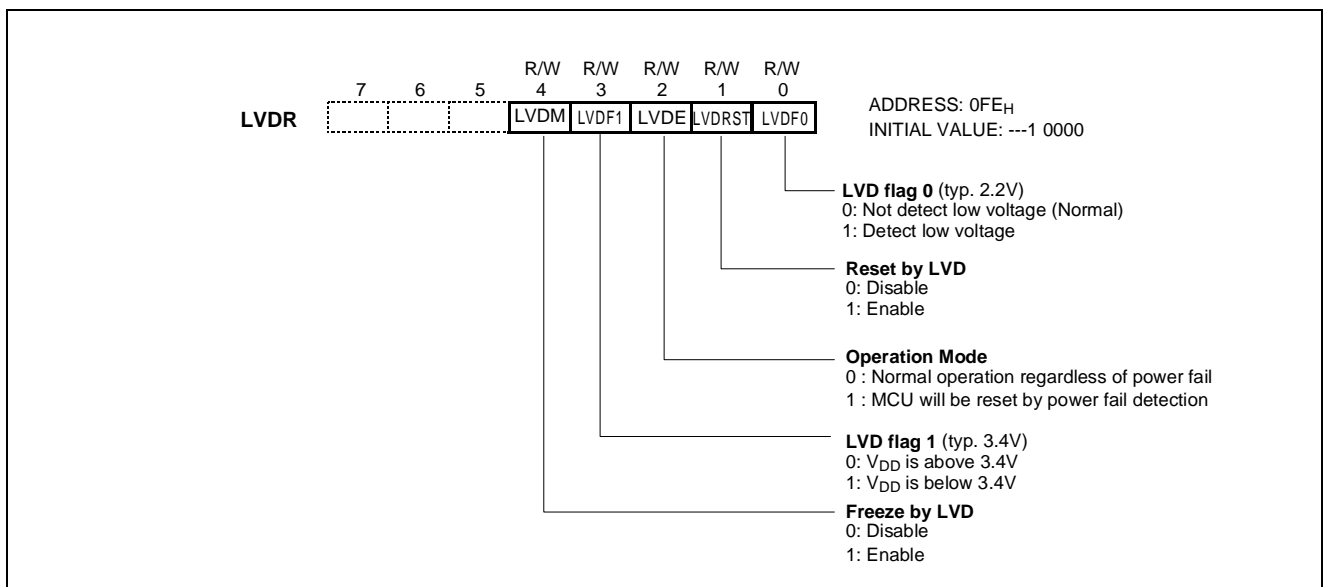 R/W R/W R/W R/W R/W
7 6 5 4 3 2 1 0
LVDR LVDM LVDF1 LVDE LVDRST LVDF0
ADDRESS: 0FEH
INITIAL VALUE: ---1 0000
LVD flag 0 (typ. 2.2V)
0: Not detect low voltage (Normal)
1: Detect low voltage
Reset by LVD
0: Disable
1: Enable
Operation Mode
0 : Normal operation regardless of power fail
1 : MCU will be reset by power fail detection
LVD flag 1 (typ. 3.4V)
0: VDD is above 3.4V
1: VDD is below 3.4V
Freeze by LVD
0: Disable
1: Enable